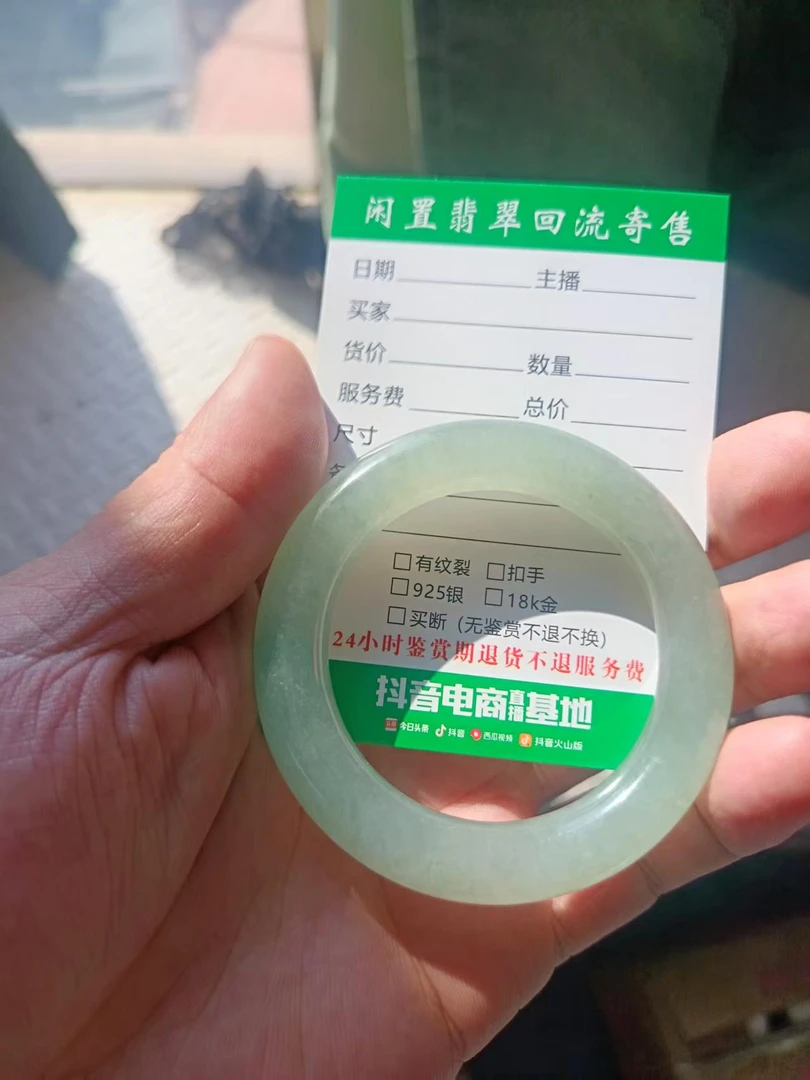 闲置翡翠回流寄售
日期 主播
买家
货价 数量
服务费 总价
尺寸
□有纹裂 □扣手
□925银 □18k金
□买断（无鉴赏不退不换）
24小时鉴赏期退货不退服务费
抖音电商直播基地
今日头条 抖音 西瓜视频 抖音火山版